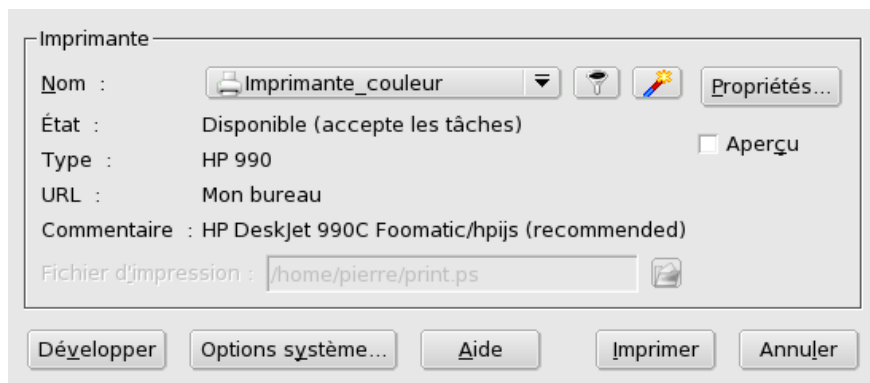 Imprimante
Nom : Imprimante_couleur Propriétés...
État : Disponible (accepte les tâches)
Aperçu
Type : HP 990
URL : Mon bureau
Commentaire : HP DeskJet 990C Foomatic/hpijs (recommended)
Fichier d'impression : /home/pierre/print.ps
Développer Options système... Aide Imprimer Annuler